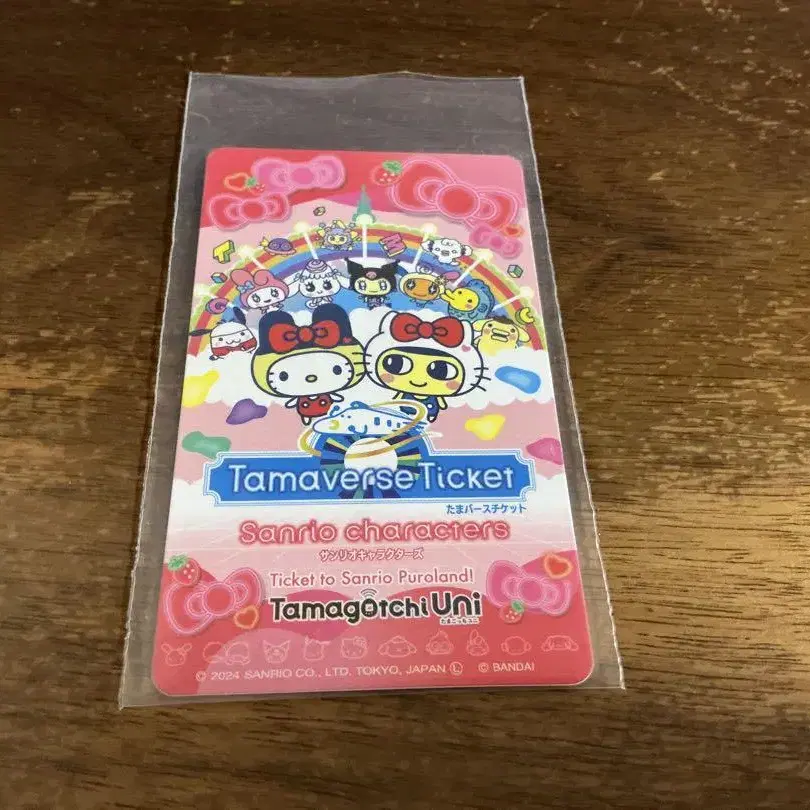 Tamaverse Ticket
たまバースチケット
Sanrio characters
サンリオキャラクターズ
Ticket to Sanrio Puroland!
Tamagotchi Uni
たまごっちユニ
© 2024 SANRIO CO., LTD. TOKYO, JAPAN Ⓛ © BANDAI